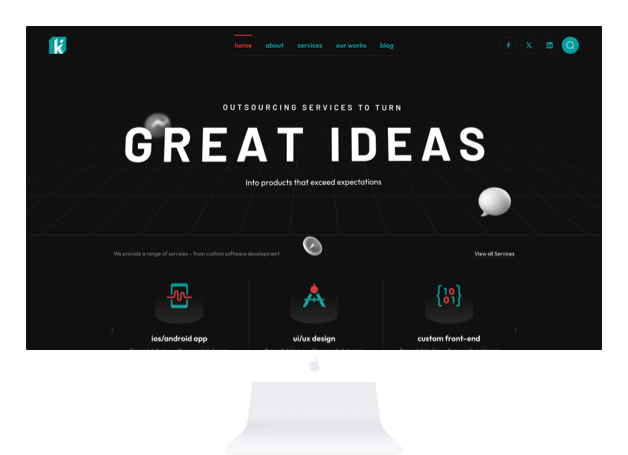 k
home about services our works blog
OUTSOURCING SERVICES TO TURN
GREAT IDEAS
Into products that exceed expectations
We provide a range of services - from custom software development
View all Services
{10
01}
ios/android app
ui/ux design
custom front-end